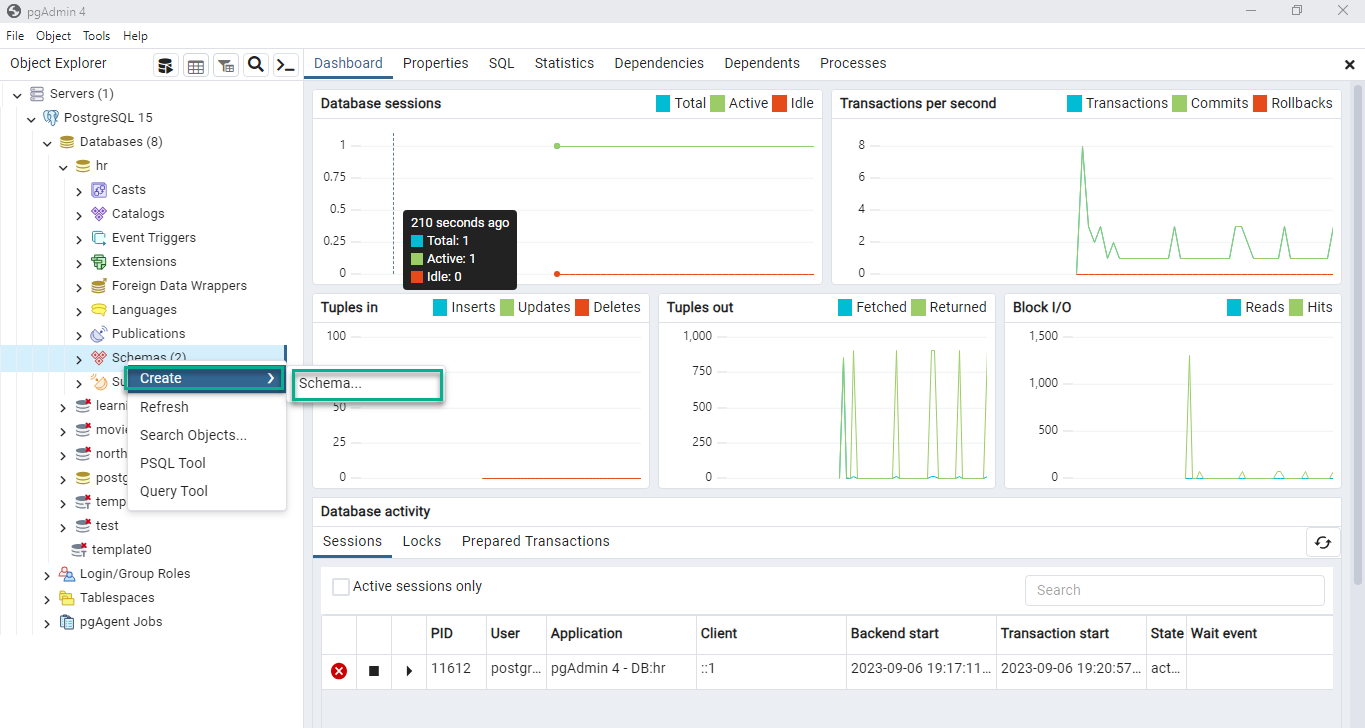 pgAdmin 4
File Object Tools Help
Object Explorer
Dashboard Properties SQL Statistics Dependencies Dependents Processes
Servers (1)
PostgreSQL 15
Databases (8)
hr
Casts
Catalogs
Event Triggers
Extensions
Foreign Data Wrappers
Languages
Publications
Schemas (2)
Su
learni
movie
north
postg
temp
test
template0
Login/Group Roles
Tablespaces
pgAgent Jobs
Create
Refresh
Search Objects...
PSQL Tool
Query Tool
Schema...
Database sessions
Total Active Idle
1
0.75
0.5
0.25
0
210 seconds ago
Total: 1
Active: 1
Idle: 0
Transactions per second
Transactions Commits Rollbacks
8
6
4
2
0
Tuples in
Inserts Updates Deletes
100
50
25
0
Tuples out
Fetched Returned
1,000
750
500
250
0
Block I/O
Reads Hits
1,500
1,000
500
0
Database activity
Sessions Locks Prepared Transactions
Active sessions only
Search
PID User Application Client Backend start Transaction start State Wait event
11612 postgr... pgAdmin 4 - DB:hr ::1 2023-09-06 19:17:11... 2023-09-06 19:20:57... act...